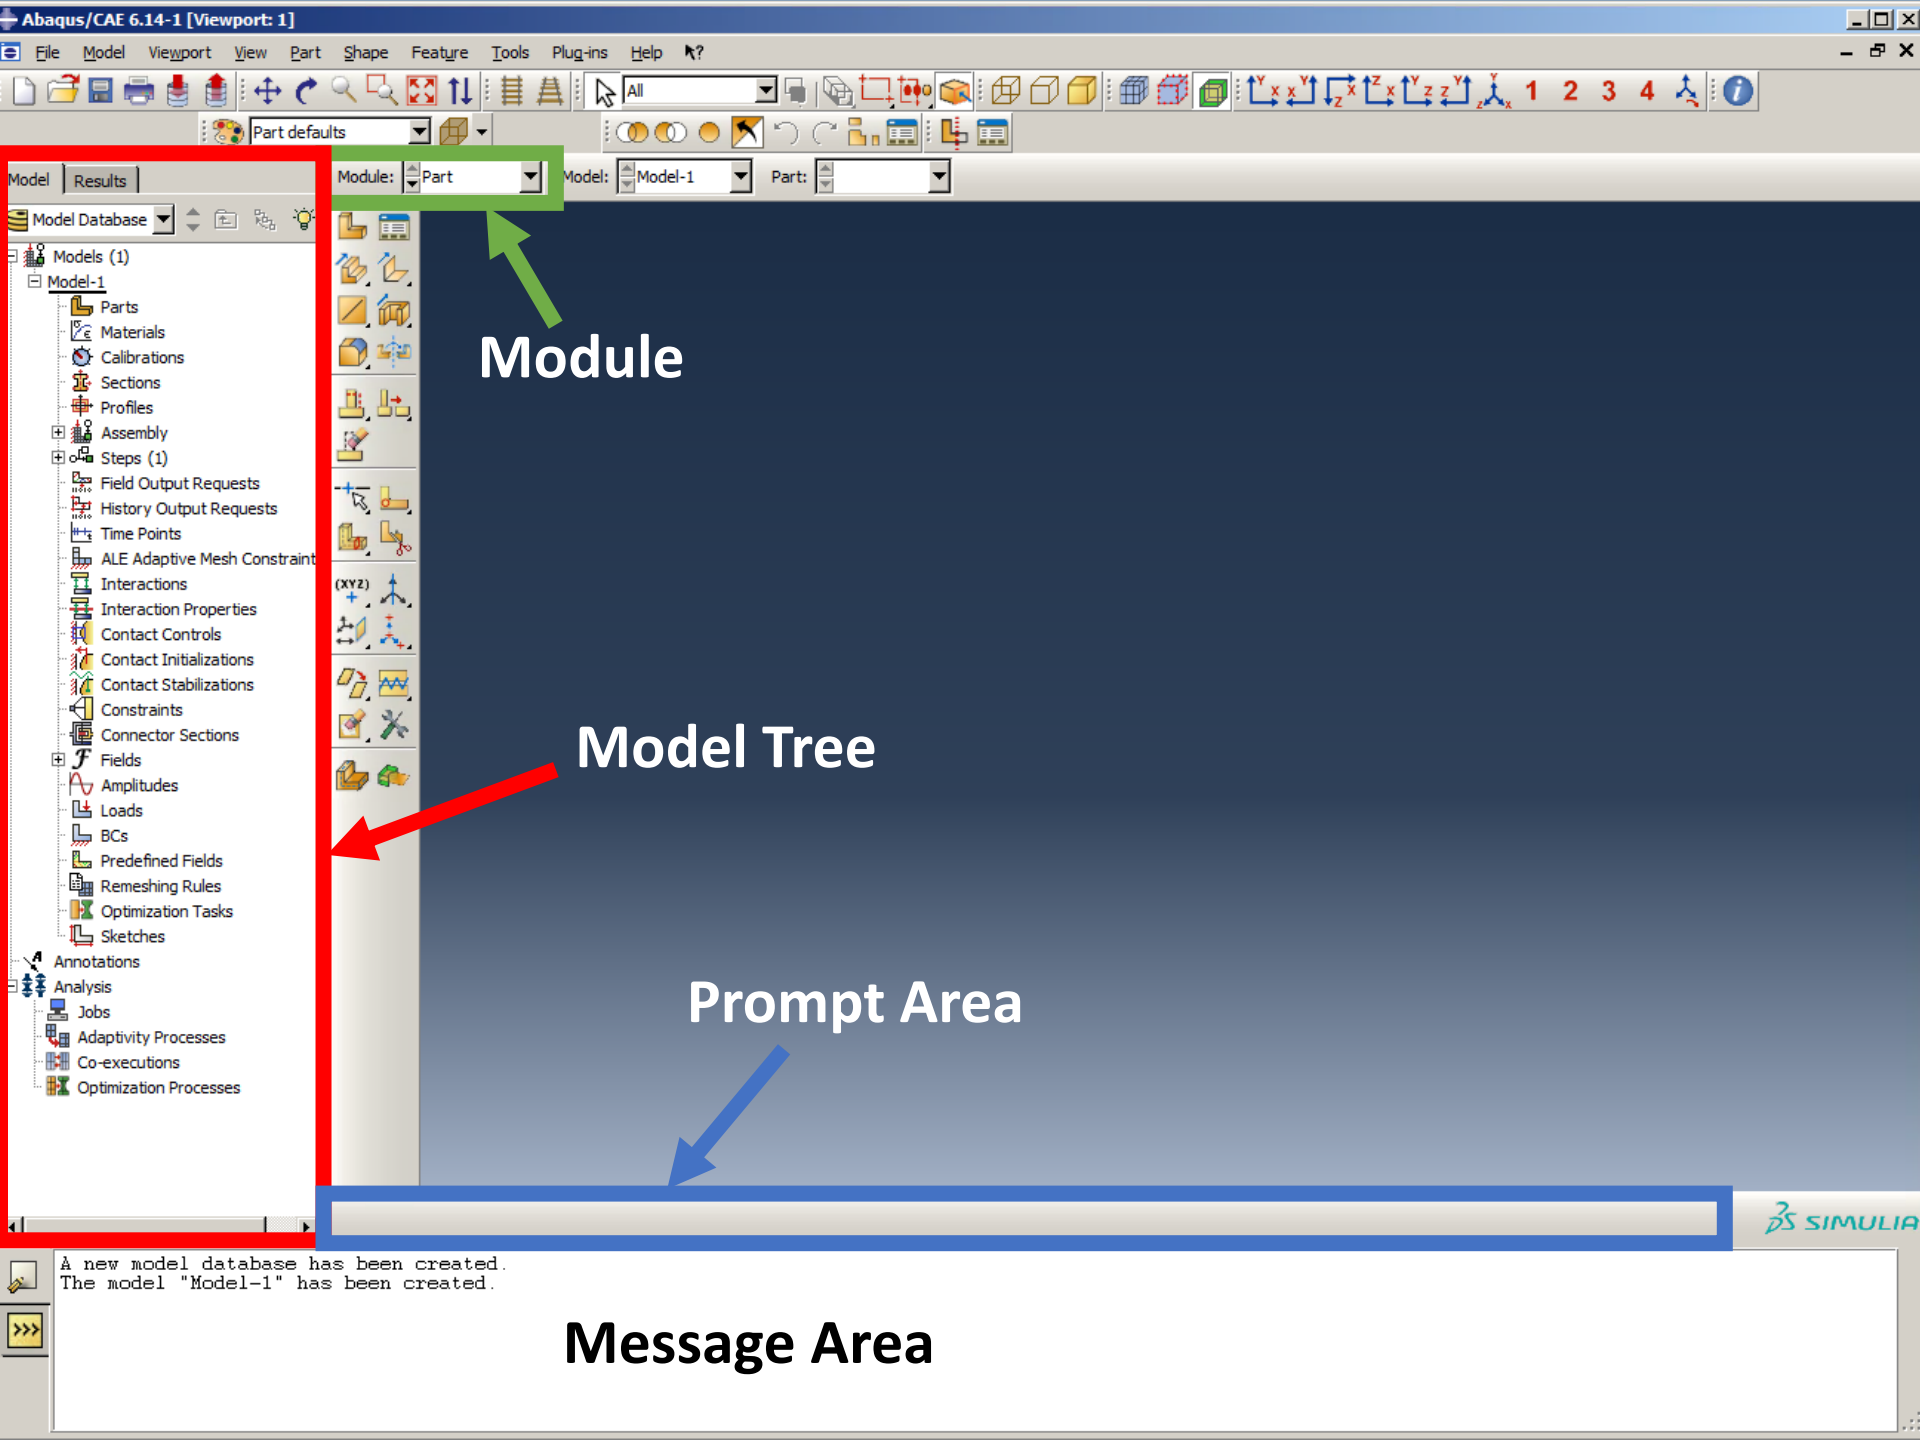 Abaqus/CAE 6.14-1 [Viewport: 1]
File Model Viewport View Part Shape Feature Tools Plug-ins Help
All
1 2 3 4
Part defaults
Model Results
Module: Part Model: Model-1 Part:
Model Database
Models (1)
Model-1
Parts
Materials
Calibrations
Sections
Profiles
Assembly
Steps (1)
Field Output Requests
History Output Requests
Time Points
ALE Adaptive Mesh Constraint
Interactions
Interaction Properties
Contact Controls
Contact Initializations
Contact Stabilizations
Constraints
Connector Sections
Fields
Amplitudes
Loads
BCs
Predefined Fields
Remeshing Rules
Optimization Tasks
Sketches
Annotations
Analysis
Jobs
Adaptivity Processes
Co-executions
Optimization Processes
(XYZ)
Module
Model Tree
Prompt Area
SIMULIA
A new model database has been created.
The model "Model-1" has been created.
>>>
Message Area